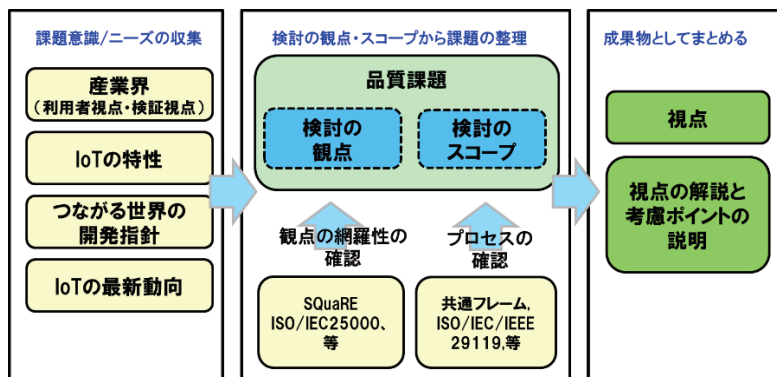 課題意識/ニーズの収集
産業界
(利用者視点・検証視点)
IoTの特性
つながる世界の
開発指針
IoTの最新動向
検討の観点・スコープから課題の整理
品質課題
検討の
観点
検討の
スコープ
観点の網羅性の
確認
プロセスの
確認
SQuaRE
ISO/IEC25000、
等
共通フレーム,
ISO/IEC/IEEE
29119,等
成果物としてまとめる
視点
視点の解説と
考慮ポイントの
説明